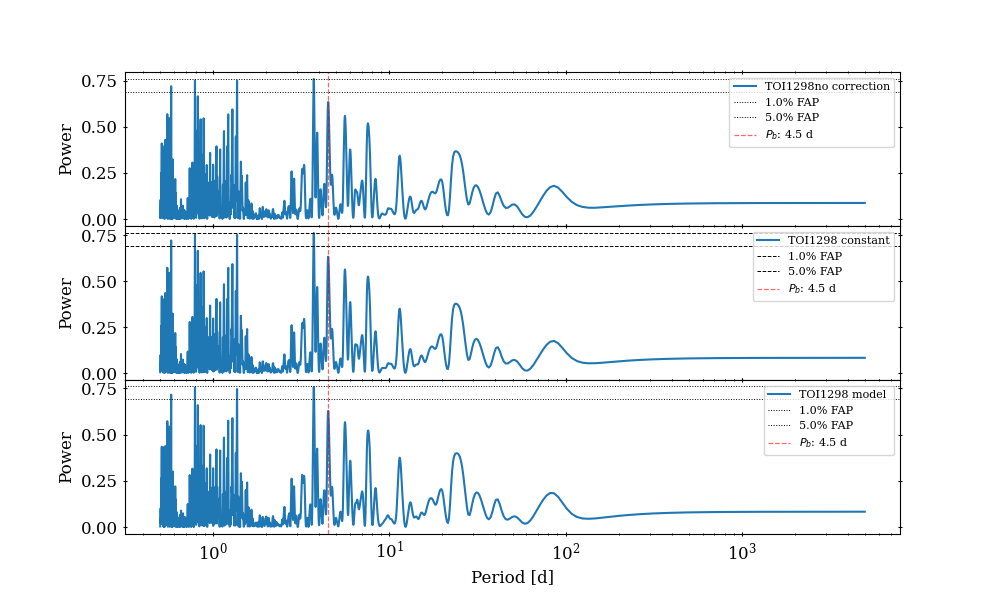 0.75
0.50
0.25
0.00
Power
TOI1298no correction
1.0% FAP
5.0% FAP
P_b: 4.5 d
0.75
0.50
0.25
0.00
Power
TOI1298 constant
1.0% FAP
5.0% FAP
P_b: 4.5 d
0.75
0.50
0.25
0.00
Power
TOI1298 model
1.0% FAP
5.0% FAP
P_b: 4.5 d
10^0 10^1 10^2 10^3
Period [d]